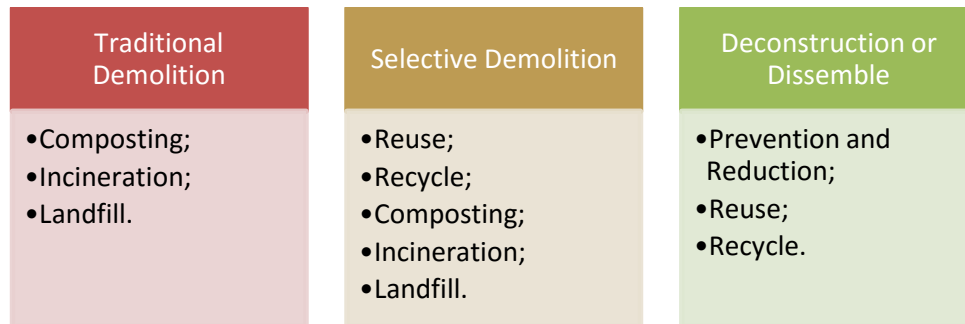 Traditional
Demolition
•Composting;
•Incineration;
•Landfill.
Selective Demolition
•Reuse;
•Recycle;
•Composting;
•Incineration;
•Landfill.
Deconstruction or
Dissemble
•Prevention and
Reduction;
•Reuse;
•Recycle.